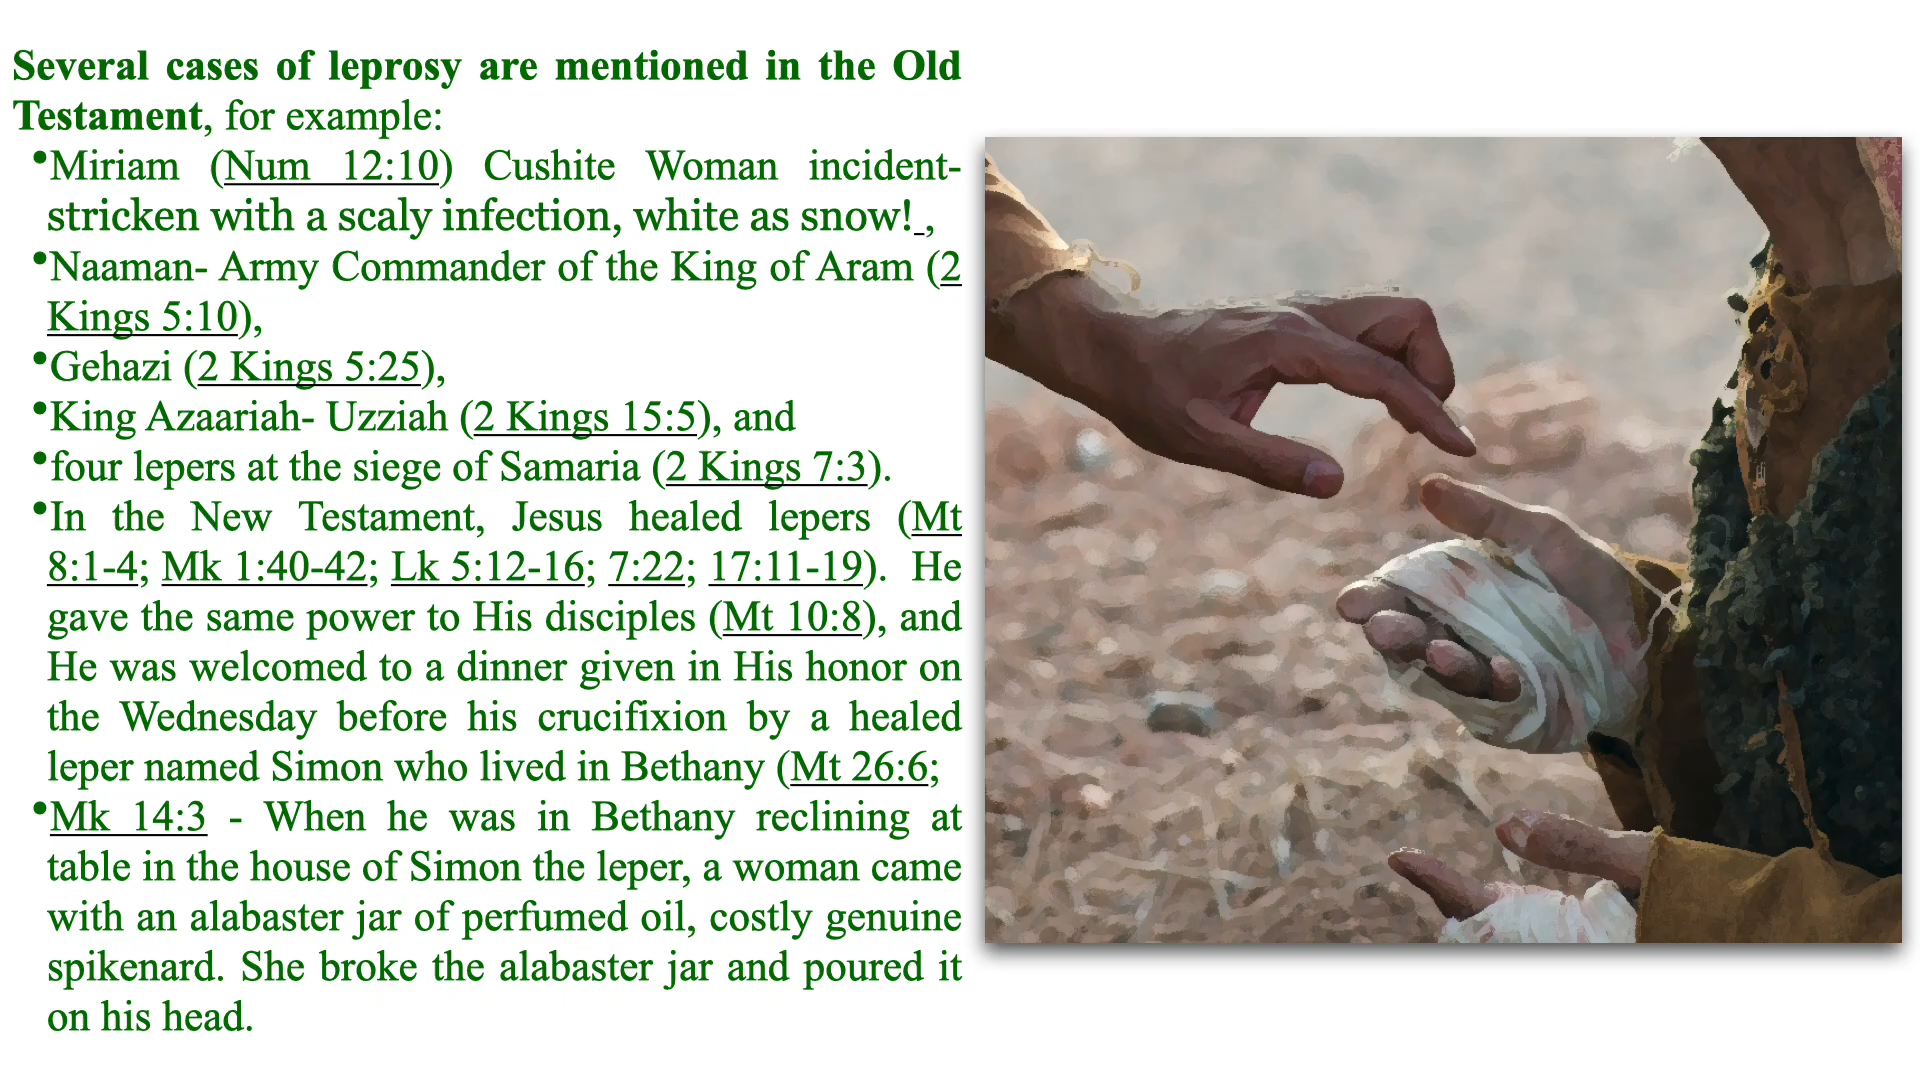 Several cases of leprosy are mentioned in the Old
Testament, for example:
•Miriam (Num 12:10) Cushite Woman incident-
stricken with a scaly infection, white as snow! ,
•Naaman- Army Commander of the King of Aram (2
Kings 5:10),
•Gehazi (2 Kings 5:25),
•King Azaariah- Uzziah (2 Kings 15:5), and
•four lepers at the siege of Samaria (2 Kings 7:3).
•In the New Testament, Jesus healed lepers (Mt
8:1-4; Mk 1:40-42; Lk 5:12-16; 7:22; 17:11-19). He
gave the same power to His disciples (Mt 10:8), and
He was welcomed to a dinner given in His honor on
the Wednesday before his crucifixion by a healed
leper named Simon who lived in Bethany (Mt 26:6;
•Mk 14:3 - When he was in Bethany reclining at
table in the house of Simon the leper, a woman came
with an alabaster jar of perfumed oil, costly genuine
spikenard. She broke the alabaster jar and poured it
on his head.